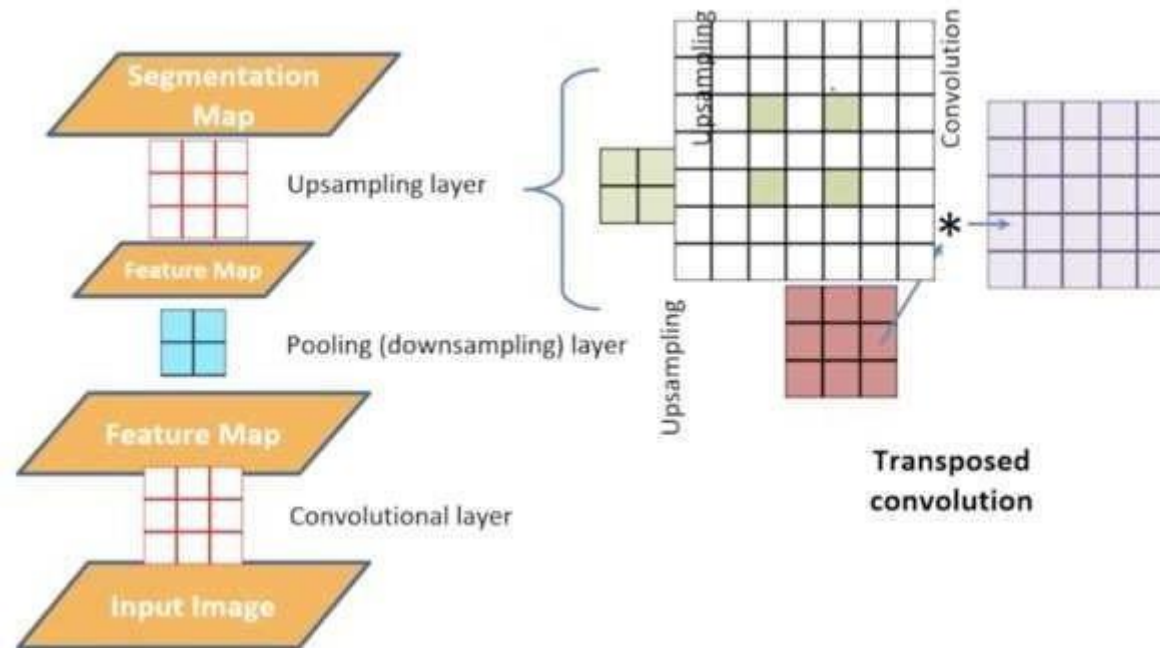 Segmentation
Map
Upsampling layer
Feature Map
Pooling (downsampling) layer
Feature Map
Convolutional layer
Input Image
Upsampling
Convolution
*
Upsampling
Transposed
convolution